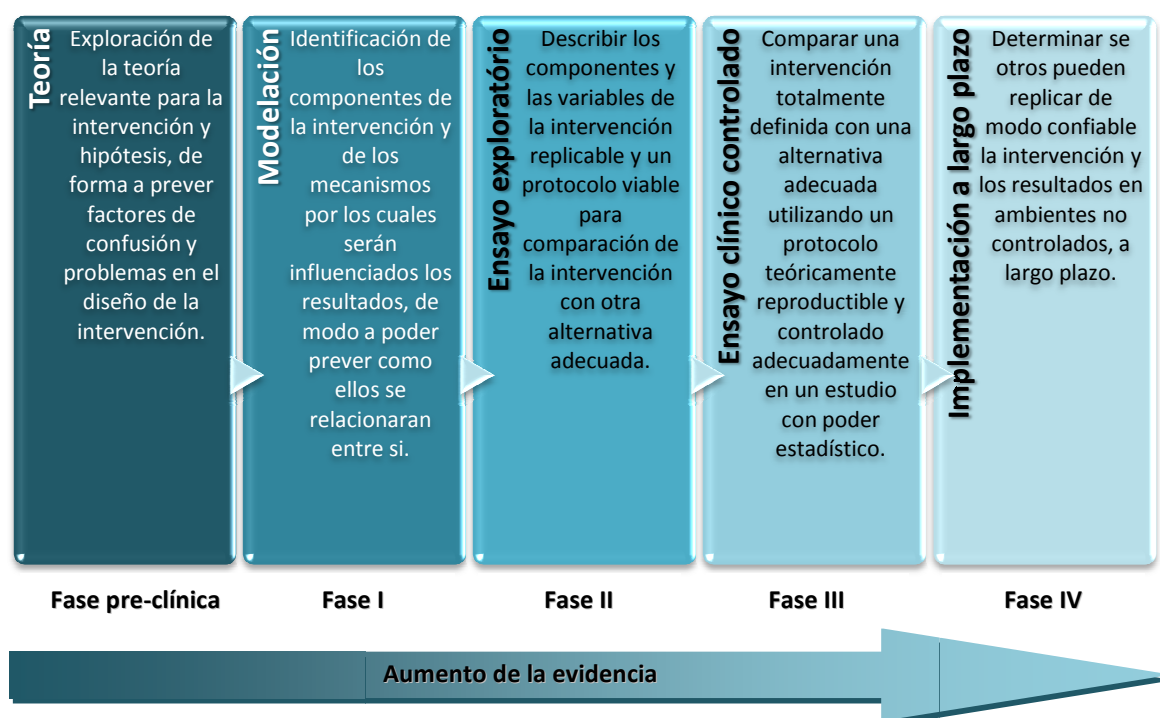 Teoría
Exploración de
la teoría
relevante para la
intervención y
hipótesis, de
forma a prever
factores de
confusión y
problemas en el
diseño de la
intervención.
Modelación
Identificación de
los
componentes de
la intervención y
de los
mecanismos
por los cuales
serán
influenciados los
resultados, de
modo a poder
prever como
ellos se
relacionaran
entre si.
Ensayo exploratório
Describir los
componentes y
las variables de
la intervención
replicable y un
protocolo viable
para
comparación de
la intervención
con otra
alternativa
adecuada.
Ensayo clínico controlado
Comparar una
intervención
totalmente
definida con una
alternativa
adecuada
utilizando un
protocolo
teóricamente
reproductible y
controlado
adecuadamente
en un estudio
con poder
estadístico.
Implementación a largo plazo
Determinar se
otros pueden
replicar de
modo confiable
la intervención y
los resultados en
ambientes no
controlados, a
largo plazo.
Fase pre-clínica
Fase I
Fase II
Fase III
Fase IV
Aumento de la evidencia